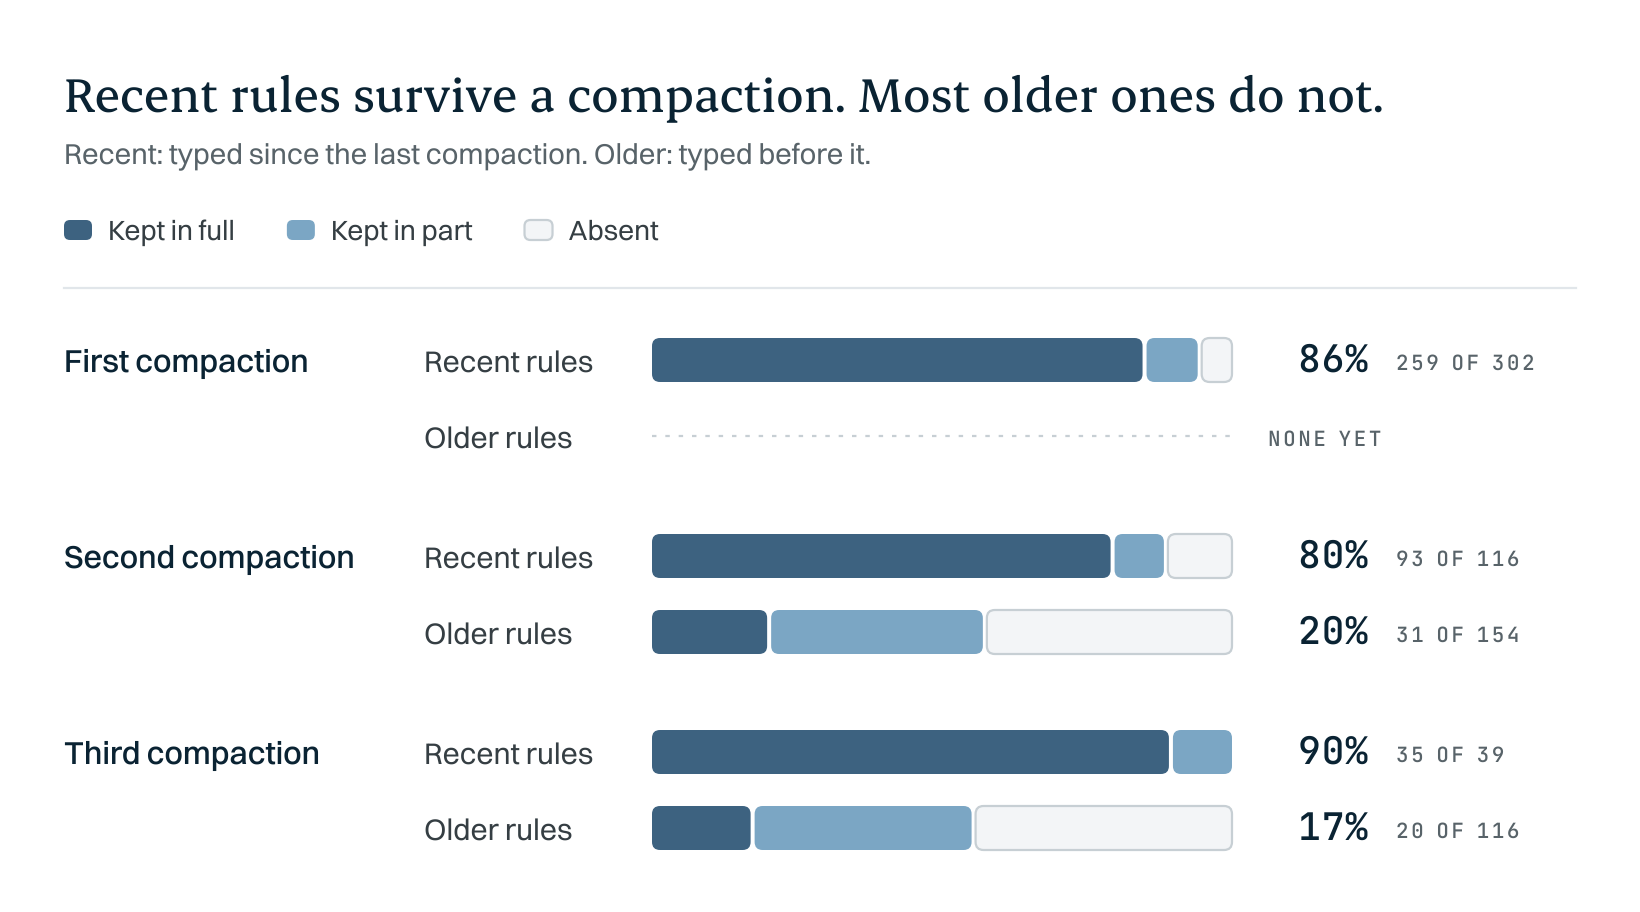 Recent rules survive a compaction. Most older ones do not.
Recent: typed since the last compaction. Older: typed before it.
Kept in full Kept in part Absent
First compaction Recent rules 86% 259 OF 302
Older rules NONE YET
Second compaction Recent rules 80% 93 OF 116
Older rules 20% 31 OF 154
Third compaction Recent rules 90% 35 OF 39
Older rules 17% 20 OF 116